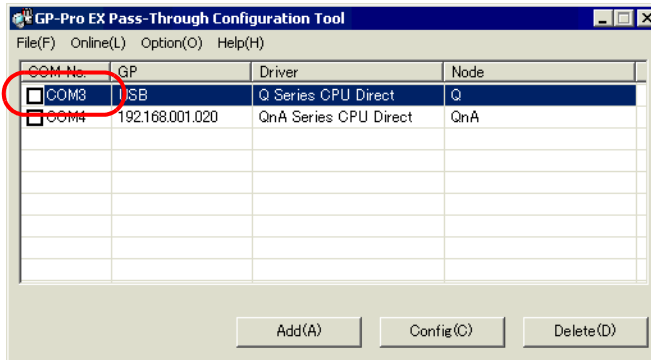 GP-Pro EX Pass-Through Configuration Tool
File(F) Online(L) Option(O) Help(H)
COM-No. GP Driver Node
COM3 USB Q Series CPU Direct Q
COM4 192.168.001.020 QnA Series CPU Direct QnA
Add(A) Config(C) Delete(D)